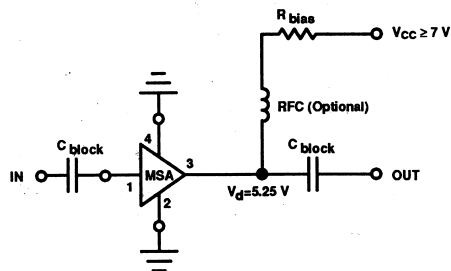 R bias
VCC ≥ 7 V
RFC (Optional)
C block
C block
4
3
IN
1
MSA
2
Vd=5.25 V
OUT